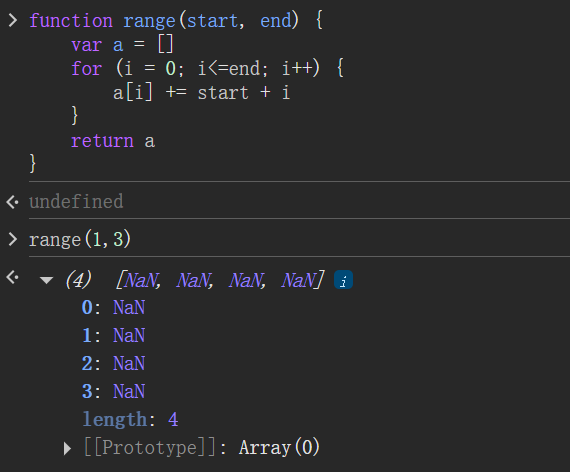 function range(start, end) {
    var a = []
    for (i = 0; i<=end; i++) {
        a[i] += start + i
    }
    return a
}
undefined
range(1,3)
(4) [NaN, NaN, NaN, NaN] i
0: NaN
1: NaN
2: NaN
3: NaN
length: 4
[[Prototype]]: Array(0)